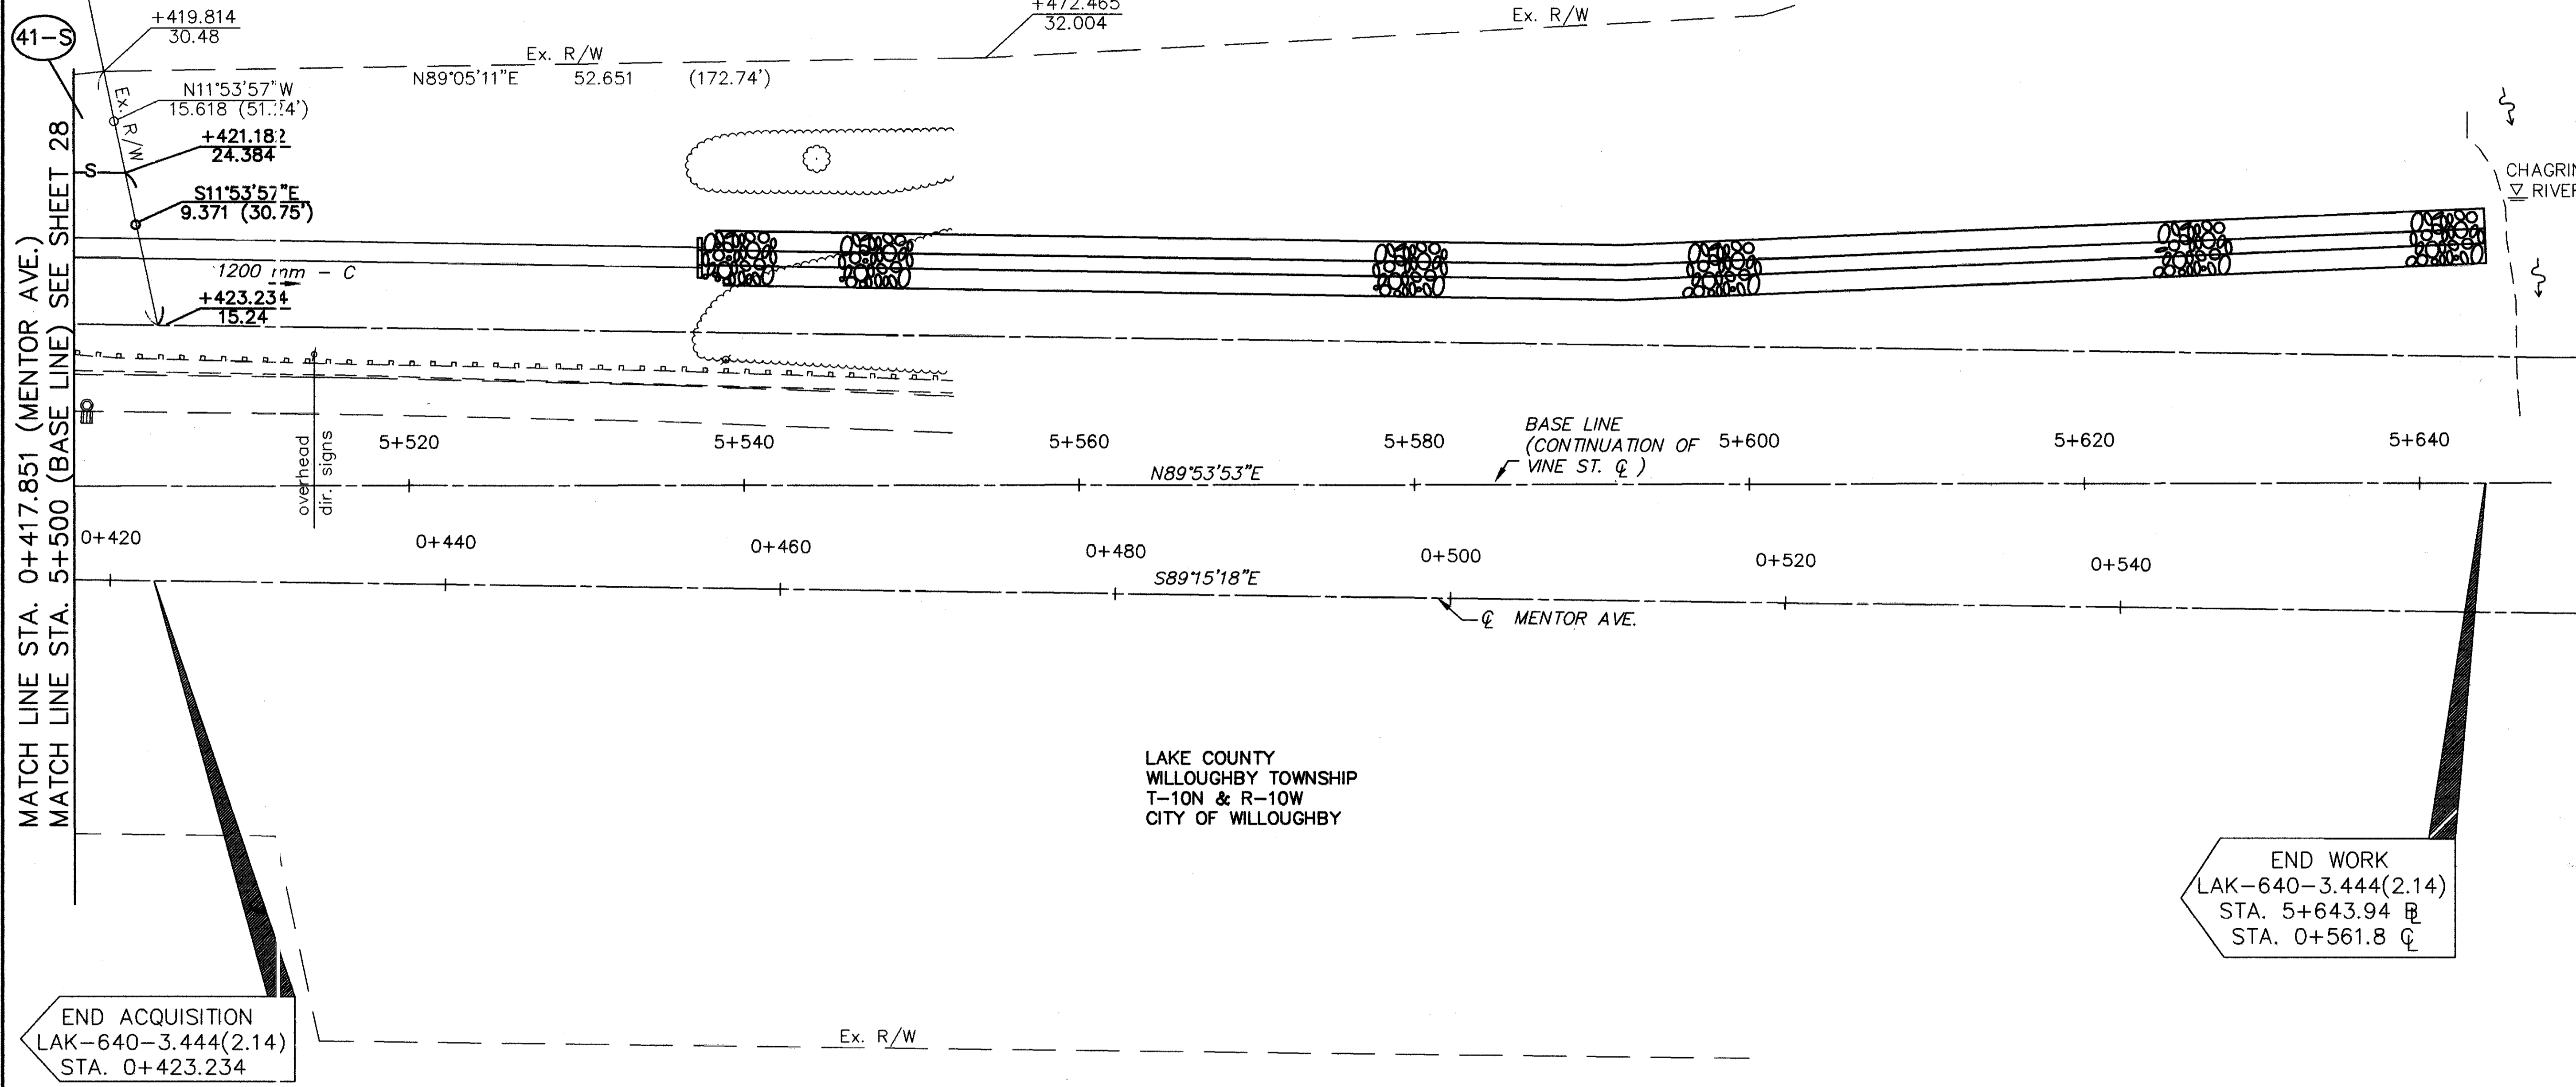 41-S
+419.814
30.48
+472.465
32.004
Ex. R/W
Ex. R/W
N89°05'11"E 52.651 (172.74')
N11°53'57"W
15.618
Ex. R/W
+421.182
24.384
S
S11°53'57"E
9.371 (30.75')
CHAGRIN
RIVER
1200 mm - C
+423.234
15.24
MATCH LINE STA. 0+417.851 (MENTOR AVE.)
MATCH LINE STA. 5+500 (BASE LINE) SEE SHEET 28
overhead
dir. signs
5+520
5+540
5+560
5+580
5+600
5+620
5+640
BASE LINE
(CONTINUATION OF
VINE ST. ℄ )
N89°53'53"E
0+420
0+440
0+460
0+480
0+500
0+520
0+540
S89°15'18"E
℄ MENTOR AVE.
LAKE COUNTY
WILLOUGHBY TOWNSHIP
T-10N & R-10W
CITY OF WILLOUGHBY
END WORK
LAK-640-3.444(2.14)
STA. 5+643.94 BL
STA. 0+561.8 ℄
END ACQUISITION
LAK-640-3.444(2.14)
STA. 0+423.234
Ex. R/W